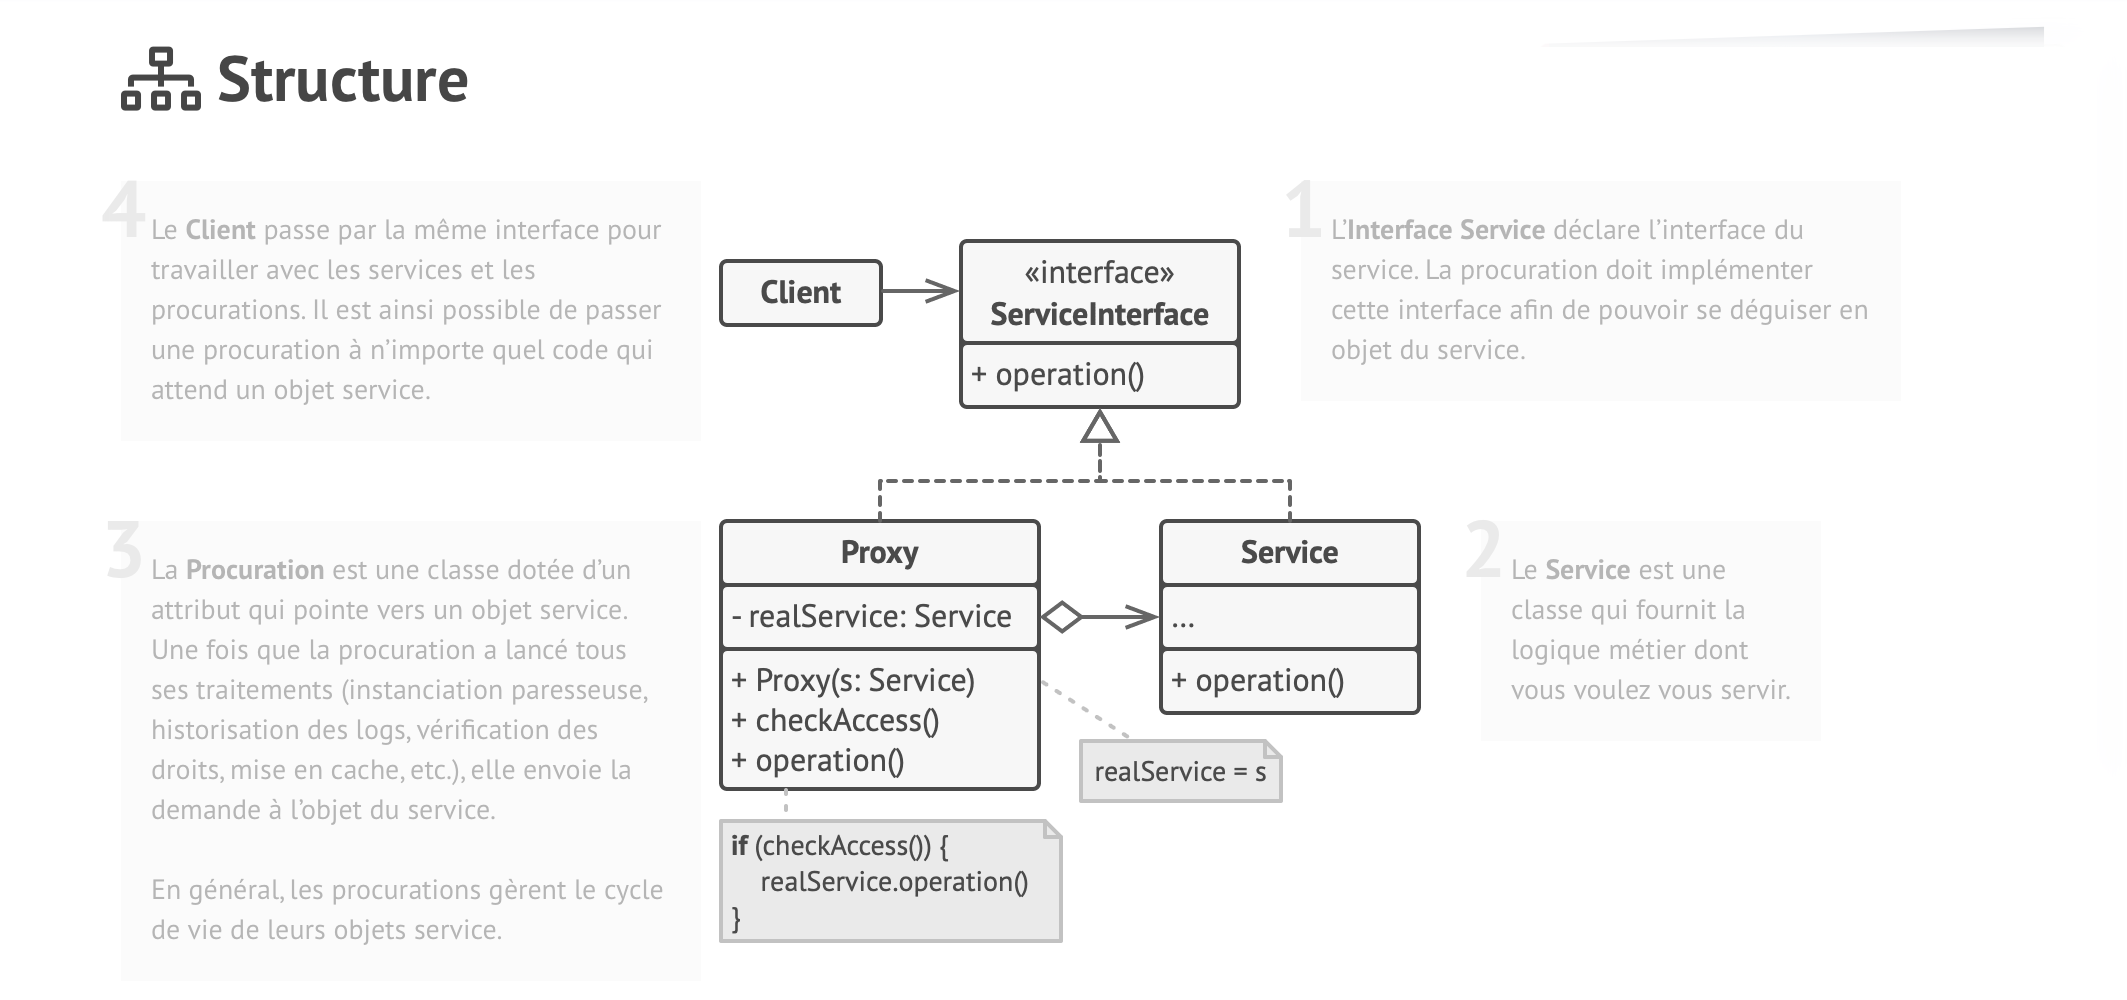 Structure
4
Le Client passe par la même interface pour
travailler avec les services et les
procurations. Il est ainsi possible de passer
une procuration à n’importe quel code qui
attend un objet service.
Client
«interface»
ServiceInterface
+ operation()
1
L’Interface Service déclare l’interface du
service. La procuration doit implémenter
cette interface afin de pouvoir se déguiser en
objet du service.
3
La Procuration est une classe dotée d’un
attribut qui pointe vers un objet service.
Une fois que la procuration a lancé tous
ses traitements (instanciation paresseuse,
historisation des logs, vérification des
droits, mise en cache, etc.), elle envoie la
demande à l’objet du service.
En général, les procurations gèrent le cycle
de vie de leurs objets service.
Proxy
- realService: Service
+ Proxy(s: Service)
+ checkAccess()
+ operation()
if (checkAccess()) {
realService.operation()
}
realService = s
Service
...
+ operation()
2
Le Service est une
classe qui fournit la
logique métier dont
vous voulez vous servir.